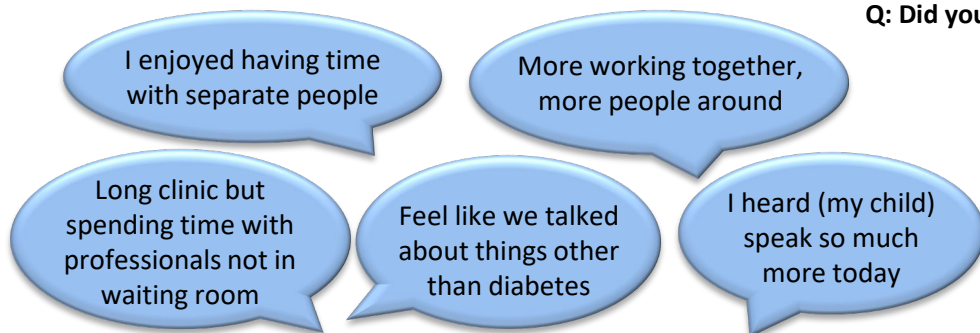 Q: Did you
I enjoyed having time
with separate people
More working together,
more people around
Long clinic but
spending time with
professionals not in
waiting room
Feel like we talked
about things other
than diabetes
I heard (my child)
speak so much
more today